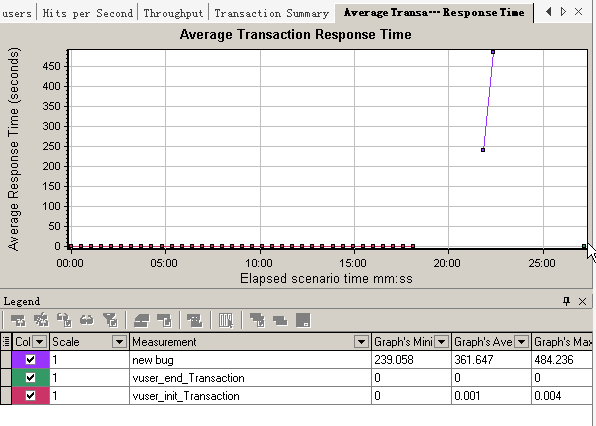 users Hits per Second Throughput Transaction Summary Average Transa··· Response Time
Average Transaction Response Time
Average Response Time (seconds)
450
400
350
300
250
200
150
100
50
0
00:00 05:00 10:00 15:00 20:00 25:00
Elapsed scenario time mm:ss
Legend
Col Scale Measurement Graph's Mini Graph's Ave Graph's Max
1 new bug 239.058 361.647 484.236
1 vuser_end_Transaction 0 0 0
1 vuser_init_Transaction 0 0.001 0.004